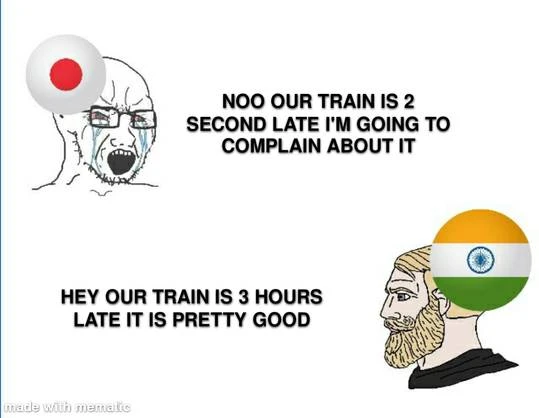 NOO OUR TRAIN IS 2
SECOND LATE I'M GOING TO
COMPLAIN ABOUT IT
HEY OUR TRAIN IS 3 HOURS
LATE IT IS PRETTY GOOD
made with mematic